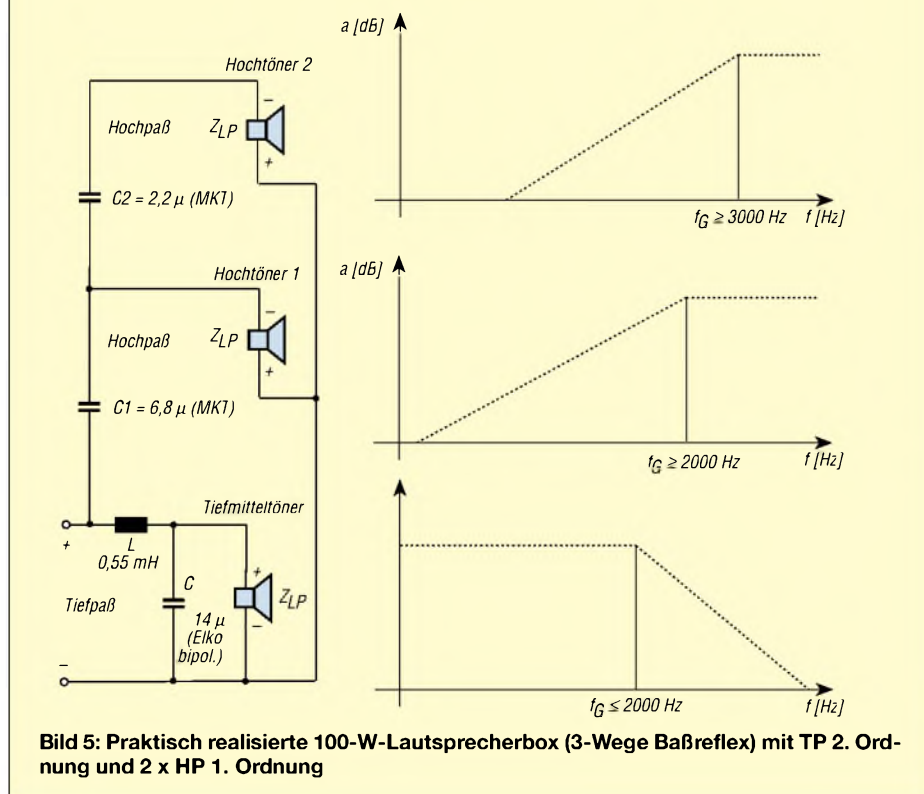 Hochtöner 2
Hochpaß
Z_LP
–
+
C2 = 2,2 µ (MKT)
Hochtöner 1
Hochpaß
Z_LP
–
+
C1 = 6,8 µ (MKT)
Tiefmitteltöner
+
L
0,55 mH
Tiefpaß
C
14 µ
(Elko
bipol.)
+
Z_LP
–
–
a [dB]
f_G ≥ 3000 Hz
f [Hz]
a [dB]
f_G ≥ 2000 Hz
f [Hz]
f_G ≤ 2000 Hz
f [Hz]
Bild 5: Praktisch realisierte 100-W-Lautsprecherbox (3-Wege Baßreflex) mit TP 2. Ord-
nung und 2 x HP 1. Ordnung